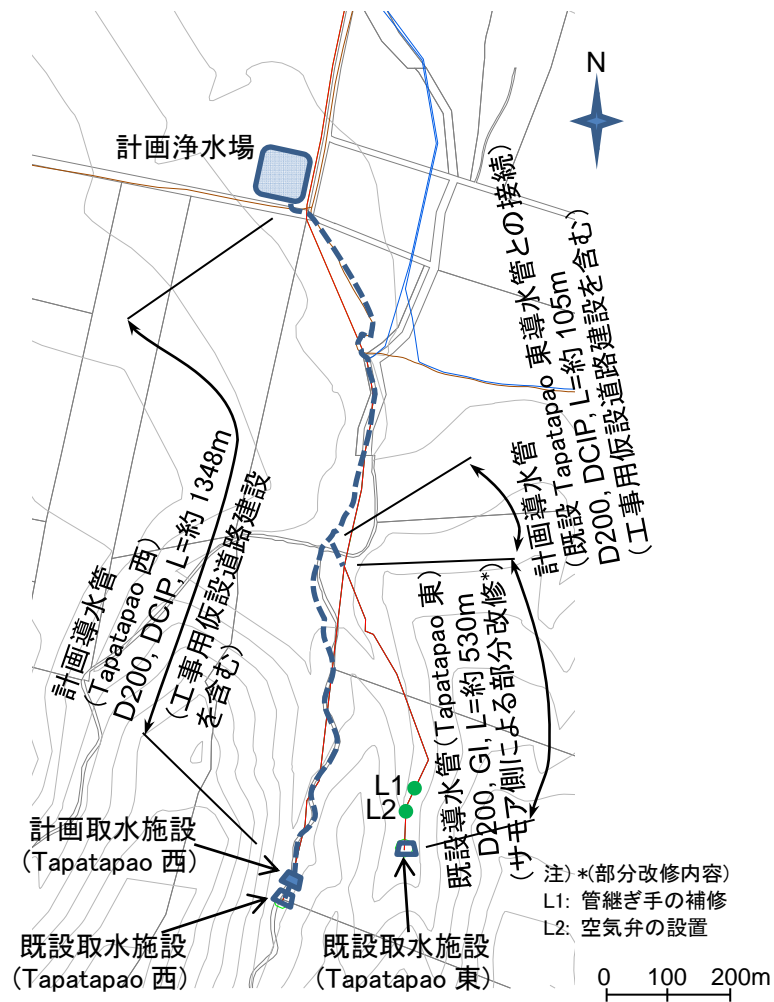 N
計画浄水場
計画導水管
(既設 Tapatapao 東導水管との接続)
D200, DCIP, L=約 105m
(工事用仮設道路建設を含む)
計画導水管
(Tapatapao 西)
D200, DCIP, L=約 1348m
(工事用仮設道路建設
を含む)
既設導水管(Tapatapao 東)
D200, GI, L=約 530m
(サモア側による部分改修*)
L1
L2
計画取水施設
(Tapatapao 西)
既設取水施設
(Tapatapao 西)
既設取水施設
(Tapatapao 東)
注) *(部分改修内容)
L1: 管継ぎ手の補修
L2: 空気弁の設置
0 100 200m